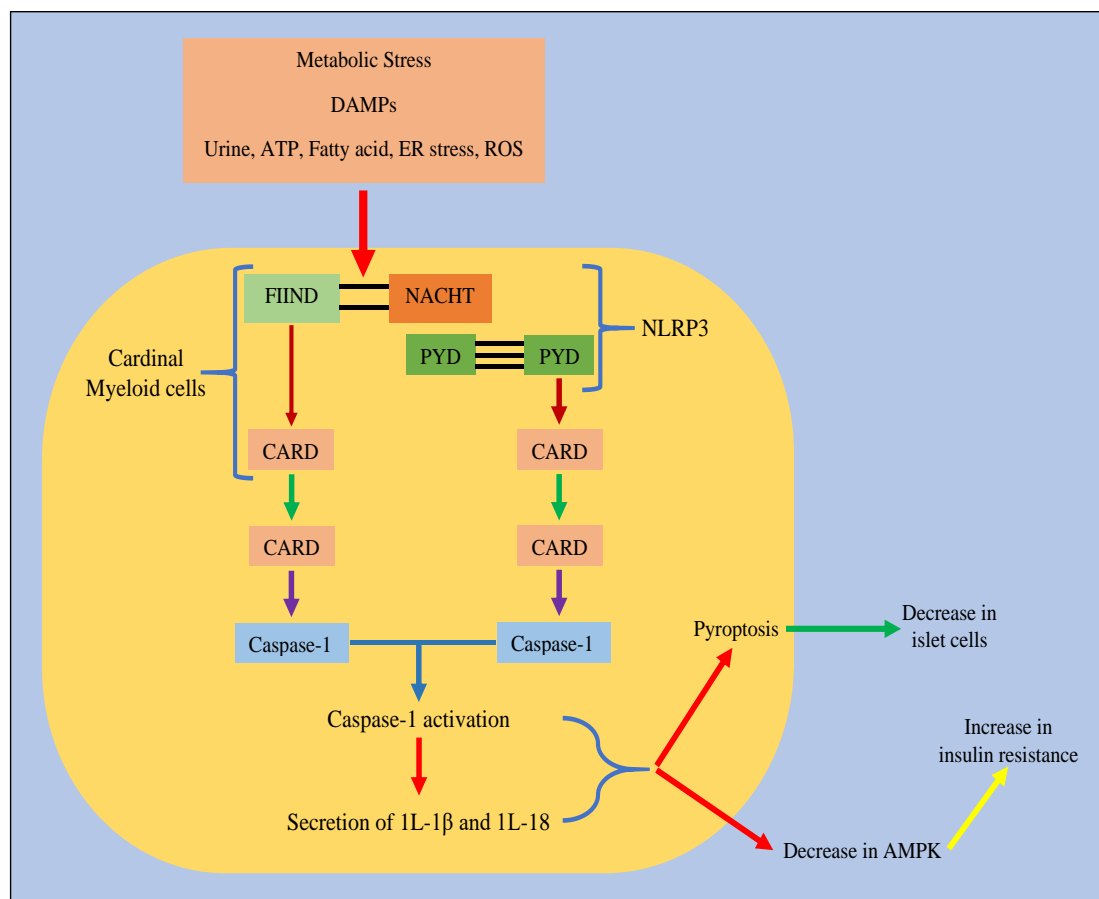 Metabolic Stress
DAMPs
Urine, ATP, Fatty acid, ER stress, ROS
FIIND
NACHT
NLRP3
PYD
PYD
Cardinal
Myeloid cells
CARD
CARD
CARD
CARD
Caspase-1
Caspase-1
Pyroptosis
Decrease in
islet cells
Caspase-1 activation
Increase in
insulin resistance
Secretion of 1L-1β and 1L-18
Decrease in AMPK